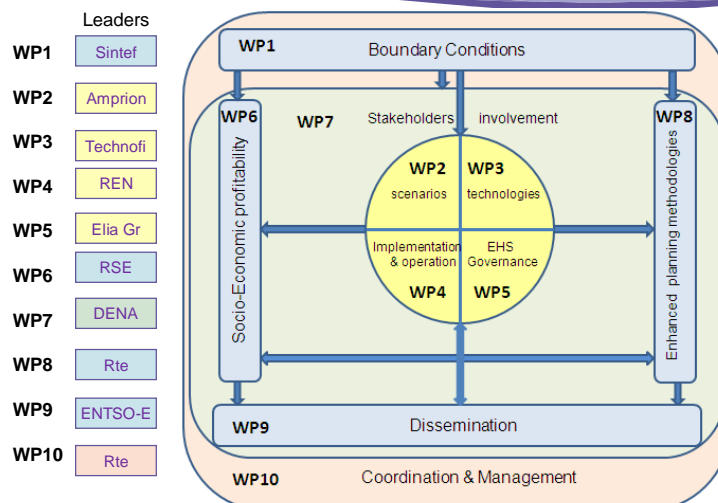 Leaders
WP1 Sintef
WP2 Amprion
WP3 Technofi
WP4 REN
WP5 Elia Gr
WP6 RSE
WP7 DENA
WP8 Rte
WP9 ENTSO-E
WP10 Rte
WP1 Boundary Conditions
WP6
Socio-Economic profitability
WP7 Stakeholders involvement
WP8
Enhanced planning methodologies
WP2 WP3
scenarios technologies
Implementation EHS
& operation Governance
WP4 WP5
WP9 Dissemination
WP10 Coordination & Management